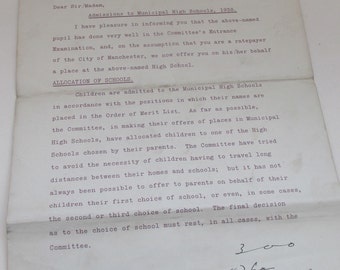 Dear Sir/Madam,
Admissions to Municipal High Schools,
I have pleasure in informing you that the above-named
pupil has done very well in the Committee's Entrance
Examination, and, on the assumption that you are a ratepayer
of the City of Manchester, we now offer you on his/her behalf
a place at the above-named High School.
ALLOCATION OF SCHOOLS.
Children are admitted to the Municipal High Schools
in accordance with the positions in which their names are
placed in the Order of Merit List. As far as possible,
the Committee, in making their offers of places in Municipal
High Schools, have allocated children to one of the High
Schools chosen by their parents. The Committee have tried
to avoid the necessity of children having to travel long
distances between their homes and schools; but it has not
always been possible to offer to parents on behalf of their
children their first choice of school, or even, in some cases,
the second or third choice of school. The final decision
as to the choice of school must rest, in all cases, with the
Committee.